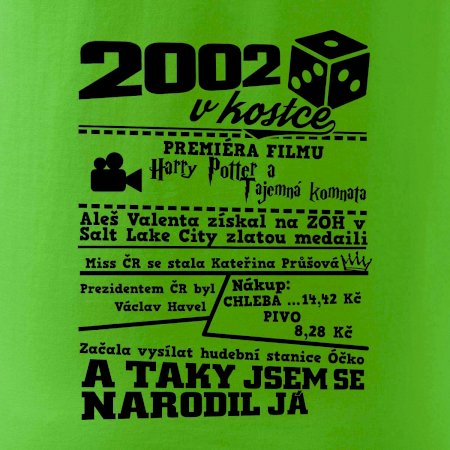 2002
v kostce
PREMIÉRA FILMU
Harry Potter a
Tajemná komnata
Aleš Valenta získal na ZOH v
Salt Lake City zlatou medaili
Miss ČR se stala Kateřina Průšová
Prezidentem ČR byl
Václav Havel
Nákup:
CHLEBA ...14,42 Kč
PIVO
8,28 Kč
Začala vysílat hudební stanice Óčko
A TAKY JSEM SE
NARODIL JÁ